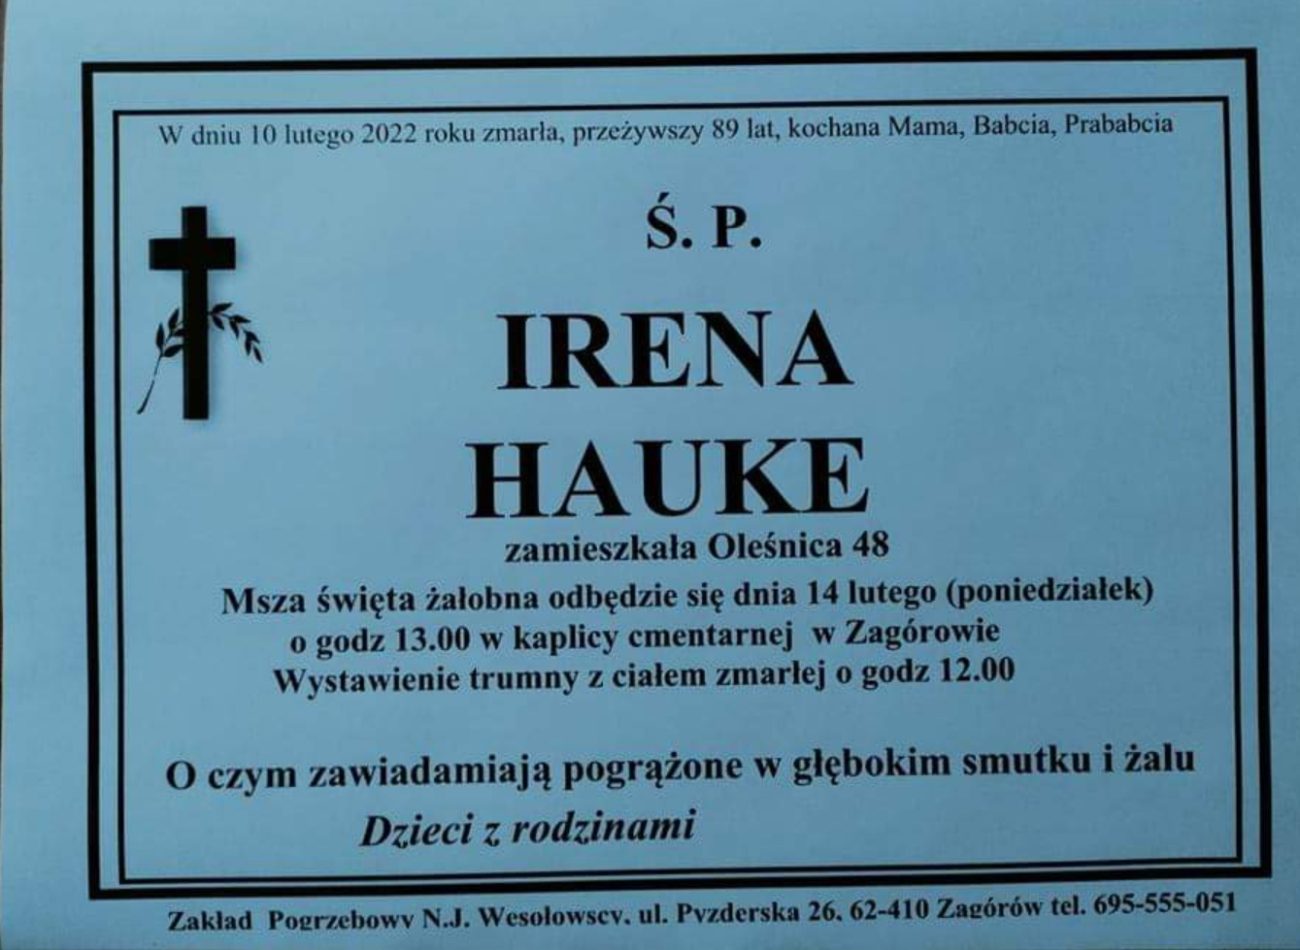 W dniu 10 lutego 2022 roku zmarła, przeżywszy 89 lat, kochana Mama, Babcia, Prababcia
Ś. P.
IRENA
HAUKE
zamieszkała Oleśnica 48
Msza święta żałobna odbędzie się dnia 14 lutego (poniedziałek)
o godz 13.00 w kaplicy cmentarnej w Zagórowie
Wystawienie trumny z ciałem zmarłej o godz 12.00
O czym zawiadamiają pogrążone w głębokim smutku i żalu
Dzieci z rodzinami
Zakład Pogrzebowy N.J. Wesołowscy. ul. Pyzderska 26, 62-410 Zagórów tel. 695-555-051